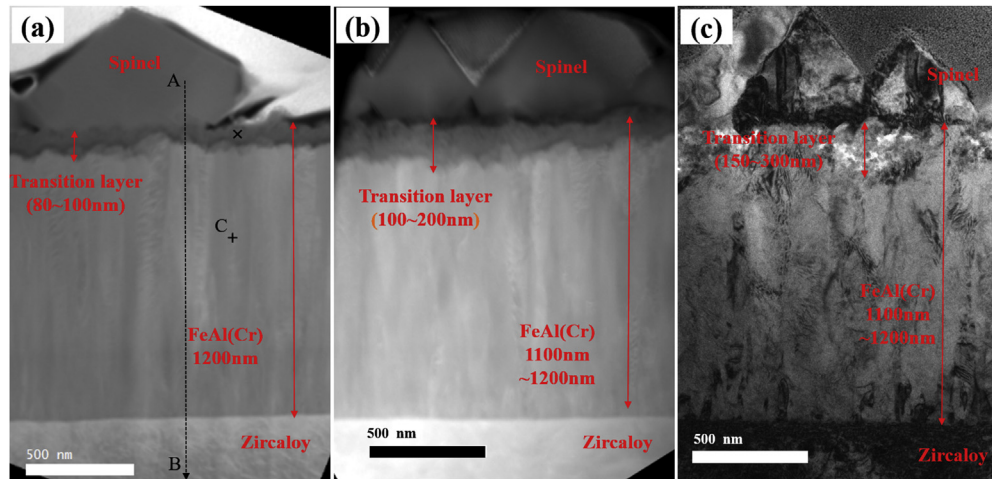 (a)
Spinel
A
×
Transition layer
(80~100nm)
C
+
FeAl(Cr)
1200nm
Zircaloy
500 nm
B
(b)
Spinel
Transition layer
(100~200nm)
FeAl(Cr)
1100nm
~1200nm
500 nm
Zircaloy
(c)
Spinel
Transition layer
(150~300nm)
FeAl(Cr)
1100nm
~1200nm
500 nm
Zircaloy